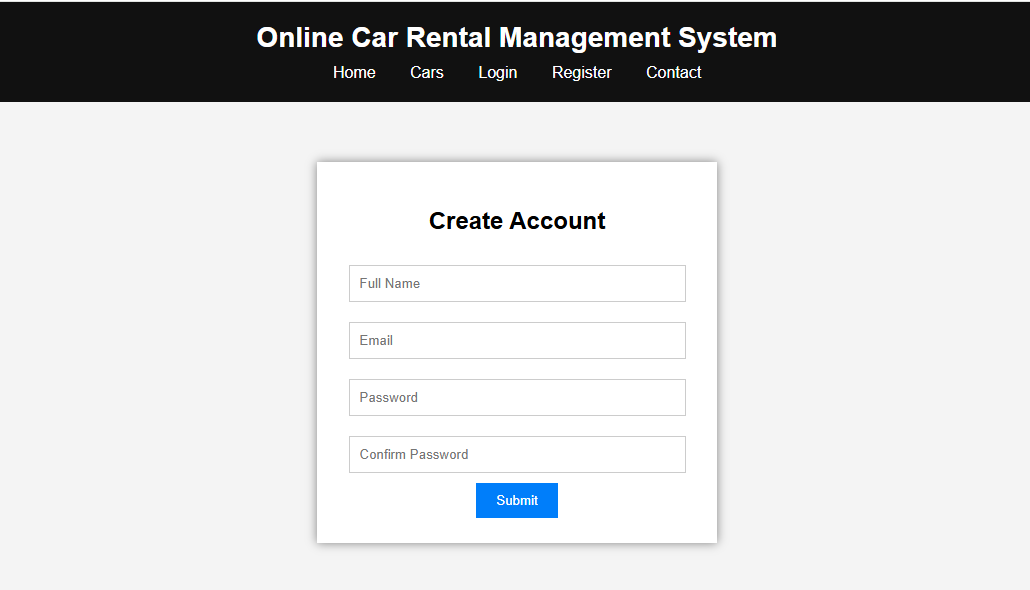 Online Car Rental Management System
Home Cars Login Register Contact
Create Account
Full Name
Email
Password
Confirm Password
Submit